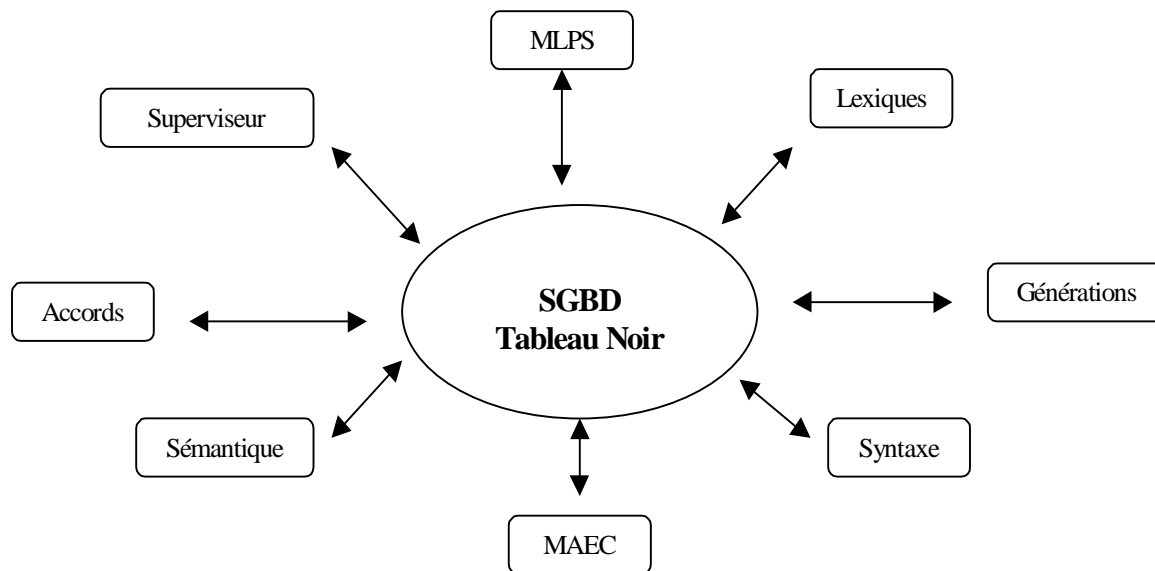 MLPS
Lexiques
Superviseur
SGBD
Tableau Noir
Générations
Accords
Sémantique
Syntaxe
MAEC